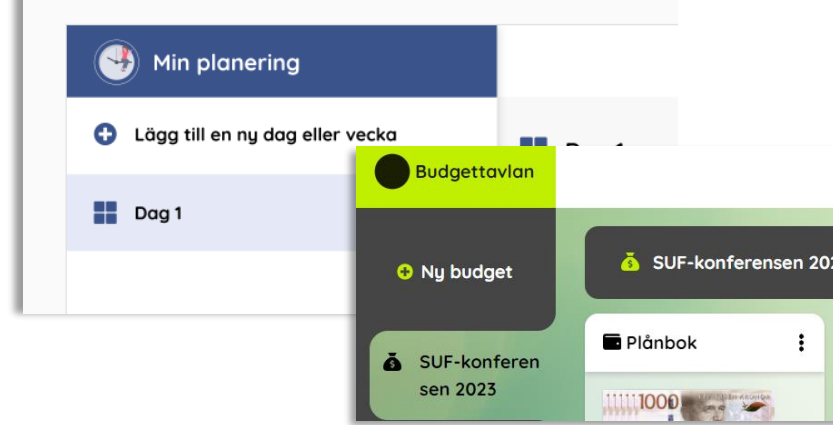 Min planering
Lägg till en ny dag eller vecka
Dag 1
Budgettavlan
Ny budget
SUF-konferensen 202
SUF-konferen
sen 2023
Plånbok
1000